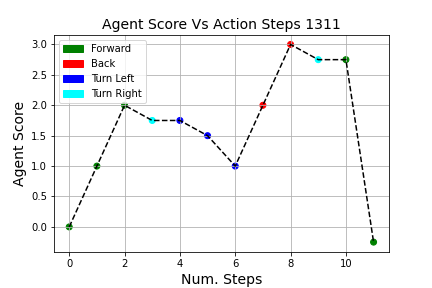 Agent Score Vs Action Steps 1311
Agent Score
3.0
2.5
2.0
1.5
1.0
0.5
0.0
Forward
Back
Turn Left
Turn Right
0 2 4 6 8 10
Num. Steps